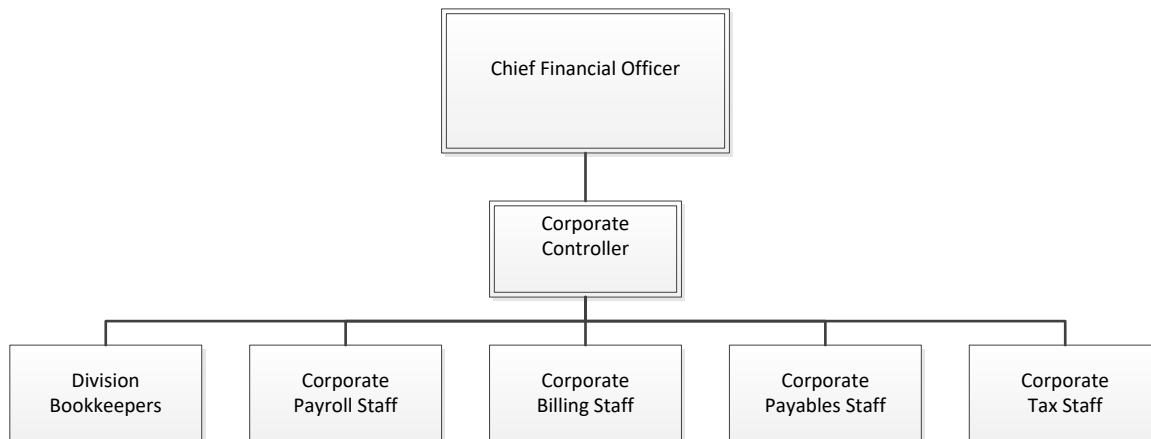 Chief Financial Officer
Corporate
Controller
Division
Bookkeepers
Corporate
Payroll Staff
Corporate
Billing Staff
Corporate
Payables Staff
Corporate
Tax Staff